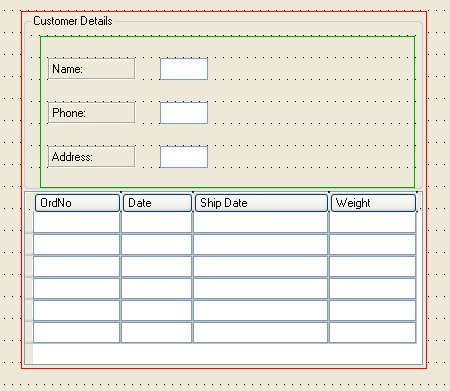 Customer Details
Name:
Phone:
Address:
OrdNo Date Ship Date Weight